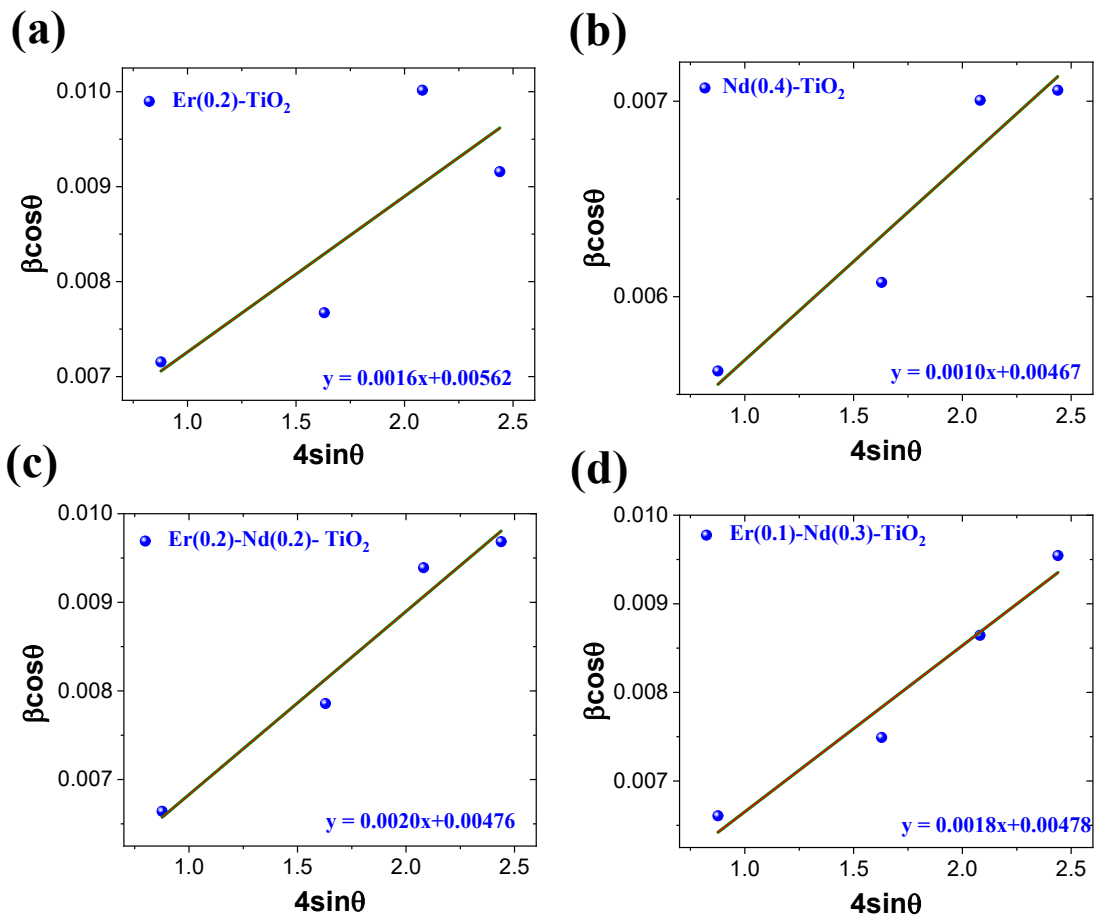 (a)
Er(0.2)-TiO₂
0.010
0.009
0.008
0.007
βcosθ
y = 0.0016x+0.00562
1.0 1.5 2.0 2.5
4sinθ
(b)
Nd(0.4)-TiO₂
0.007
0.006
βcosθ
y = 0.0010x+0.00467
1.0 1.5 2.0 2.5
4sinθ
(c)
Er(0.2)-Nd(0.2)- TiO₂
0.010
0.009
0.008
0.007
βcosθ
y = 0.0020x+0.00476
1.0 1.5 2.0 2.5
4sinθ
(d)
Er(0.1)-Nd(0.3)-TiO₂
0.010
0.009
0.008
0.007
βcosθ
y = 0.0018x+0.00478
1.0 1.5 2.0 2.5
4sinθ